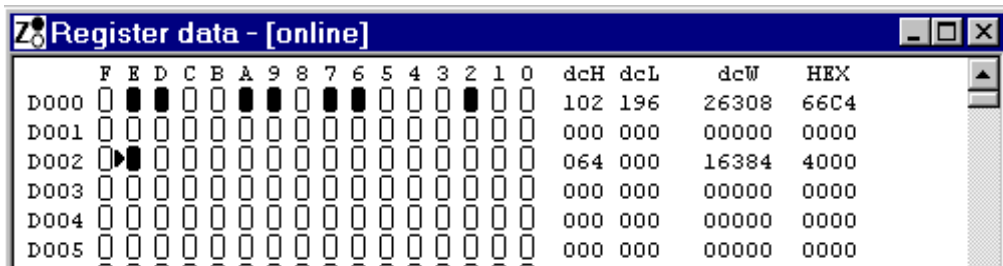 Register data - [online]
F E D C B A 9 8 7 6 5 4 3 2 1 0 dcH dcL dcW HEX
D000 102 196 26308 66C4
D001 000 000 00000 0000
D002 064 000 16384 4000
D003 000 000 00000 0000
D004 000 000 00000 0000
D005 000 000 00000 0000